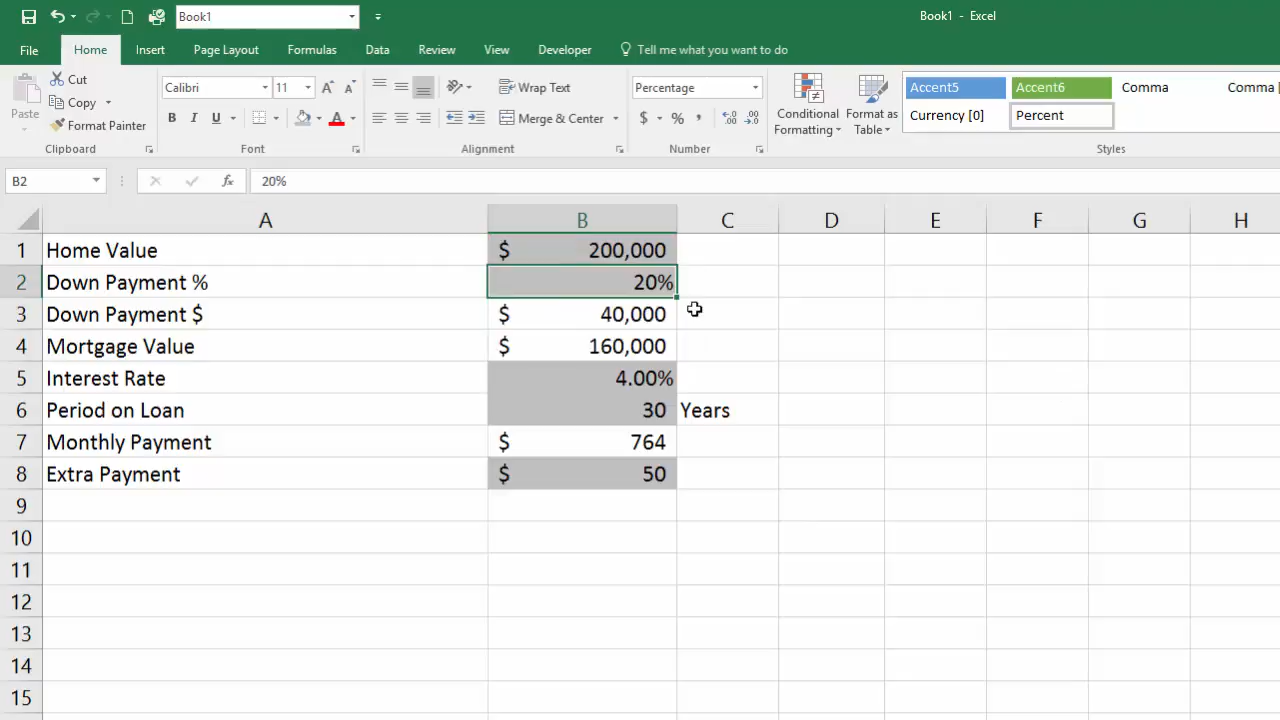 Book1
Book1 - Excel
File Home Insert Page Layout Formulas Data Review View Developer Tell me what you want to do
Paste
Cut
Copy
Format Painter
Clipboard
Calibri 11
B I U A
Font
Wrap Text
Merge & Center
Alignment
Percentage
$ % ,
Number
Conditional Formatting
Format as Table
Accent5 Accent6 Comma Comma [
Currency [0] Percent
Styles
B2 fx 20%
A B C D E F G H
1 Home Value $ 200,000
2 Down Payment % 20%
3 Down Payment $ $ 40,000
4 Mortgage Value $ 160,000
5 Interest Rate 4.00%
6 Period on Loan 30 Years
7 Monthly Payment $ 764
8 Extra Payment $ 50
9
10
11
12
13
14
15